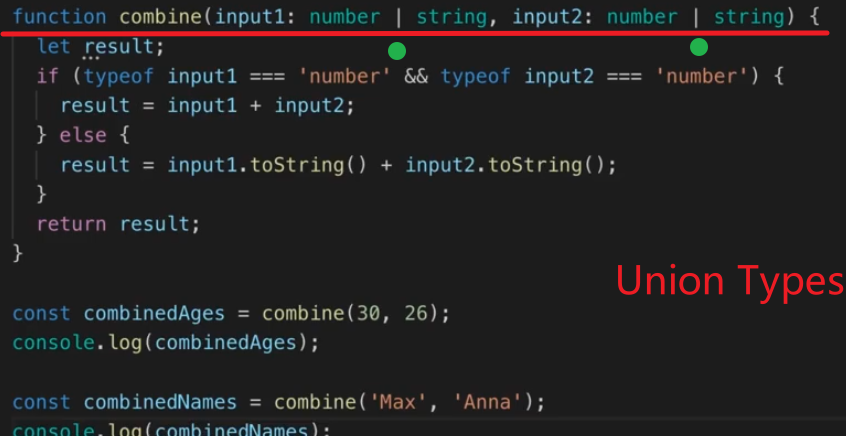 function combine(input1: number | string, input2: number | string) {
let result;
if (typeof input1 === 'number' && typeof input2 === 'number') {
result = input1 + input2;
} else {
result = input1.toString() + input2.toString();
}
return result;
}
Union Types
const combinedAges = combine(30, 26);
console.log(combinedAges);
const combinedNames = combine('Max', 'Anna');
console.log(combinedNames);